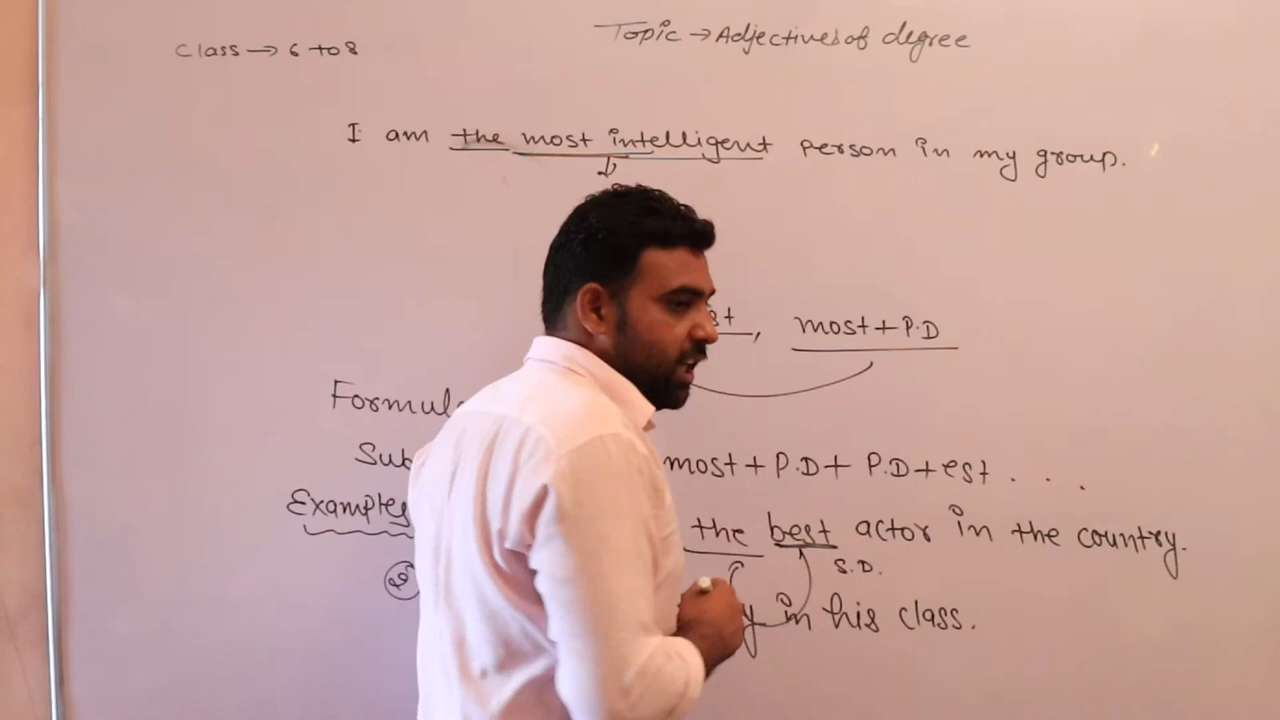 Class → 6 to 8
Topic → Adjectives of degree
I am the most intelligent person in my group.
st, most+P.D
Formul
Sub most+P.D+ P.D+est . . .
Examples the best actor in the country.
S.D.
② y in his class.